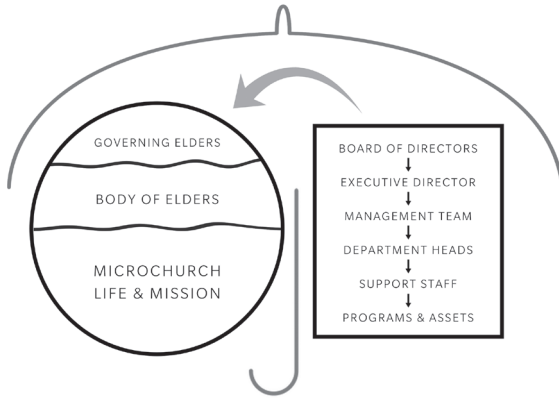 GOVERNING ELDERS
BODY OF ELDERS
MICROCHURCH
LIFE & MISSION
BOARD OF DIRECTORS
EXECUTIVE DIRECTOR
MANAGEMENT TEAM
DEPARTMENT HEADS
SUPPORT STAFF
PROGRAMS & ASSETS